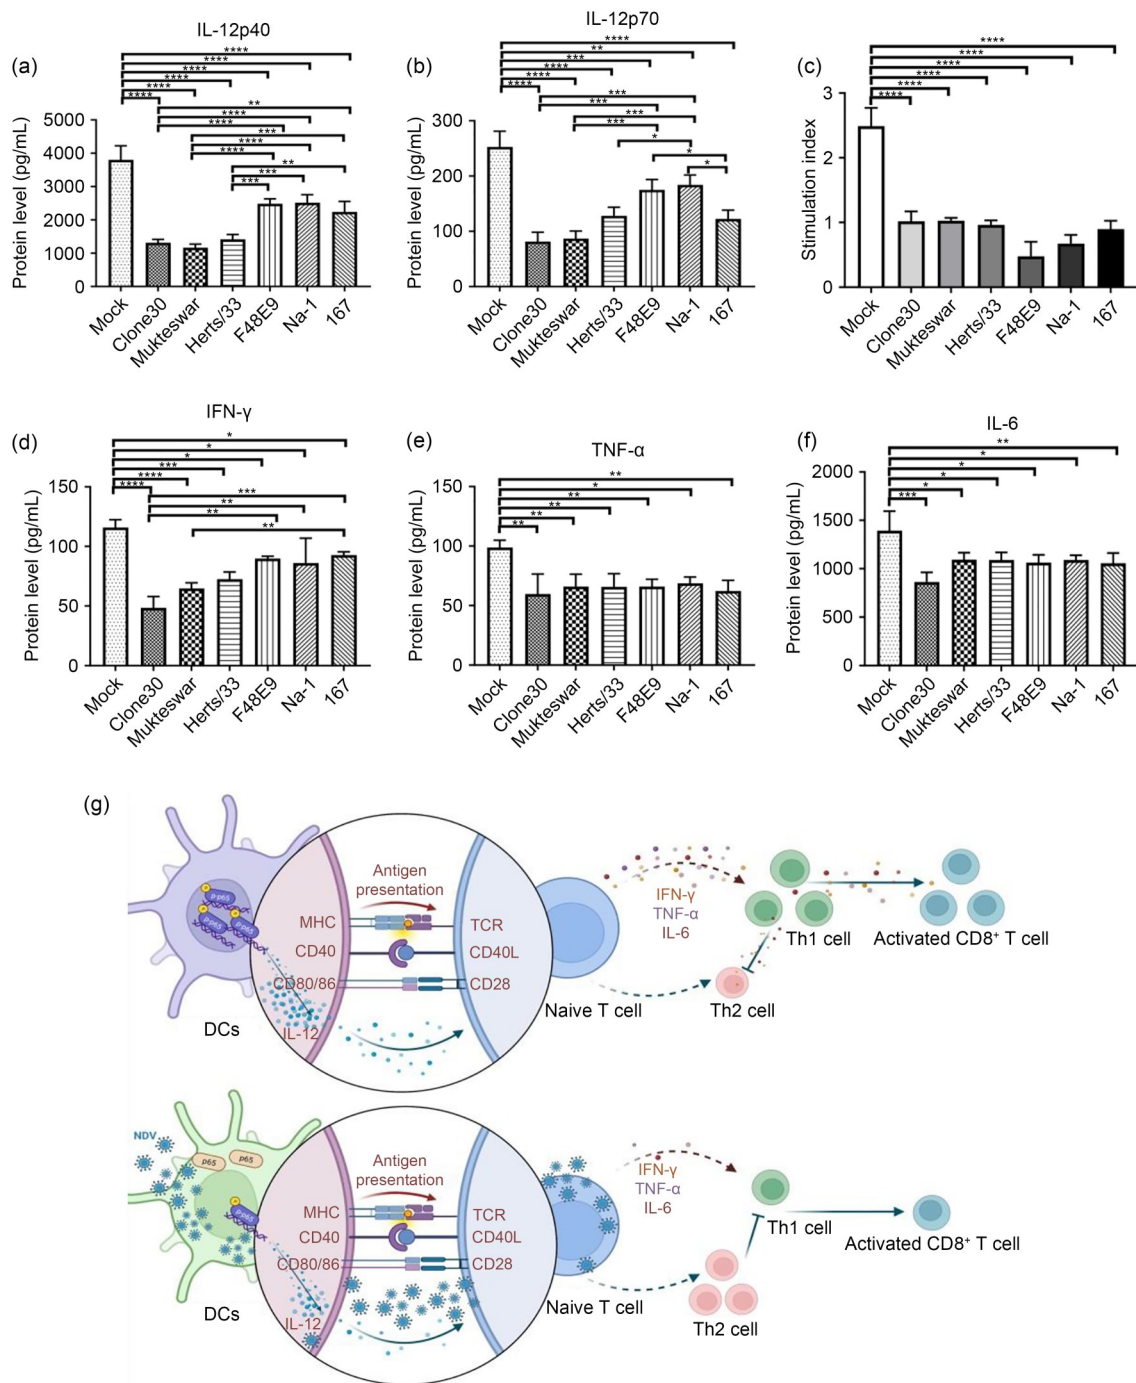 (a)
IL-12p40
****
****
****
****
****
****
**
****
****
***
****
****
**
***
***
Protein level (pg/mL)
5000
4000
3000
2000
1000
0
Mock
Clone30
Mukteswar
Herts/33
F48E9
Na-1
167
(b)
IL-12p70
****
**
***
****
****
****
***
***
***
***
*
*
*
Protein level (pg/mL)
300
200
100
0
Mock
Clone30
Mukteswar
Herts/33
F48E9
Na-1
167
(c)
****
****
****
****
****
****
Stimulation index
3
2
1
0
Mock
Clone30
Mukteswar
Herts/33
F48E9
Na-1
167
(d)
IFN-γ
*
*
*
***
****
****
***
**
**
**
Protein level (pg/mL)
150
100
50
0
Mock
Clone30
Mukteswar
Herts/33
F48E9
Na-1
167
(e)
TNF-α
**
*
**
**
**
**
Protein level (pg/mL)
150
100
50
0
Mock
Clone30
Mukteswar
Herts/33
F48E9
Na-1
167
(f)
IL-6
**
*
*
*
*
***
Protein level (pg/mL)
2000
1500
1000
500
0
Mock
Clone30
Mukteswar
Herts/33
F48E9
Na-1
167
(g)
P
p-p65
P
p-p65
P
p-p65
DCs
Antigen
presentation
MHC
TCR
CD40
CD40L
CD80/86
CD28
IL-12
Naive T cell
IFN-γ
TNF-α
IL-6
Th1 cell
Th2 cell
Activated CD8⁺ T cell
NDV
p65
p65
P
p-p65
DCs
Antigen
presentation
MHC
TCR
CD40
CD40L
CD80/86
CD28
IL-12
Naive T cell
IFN-γ
TNF-α
IL-6
Th1 cell
Th2 cell
Activated CD8⁺ T cell